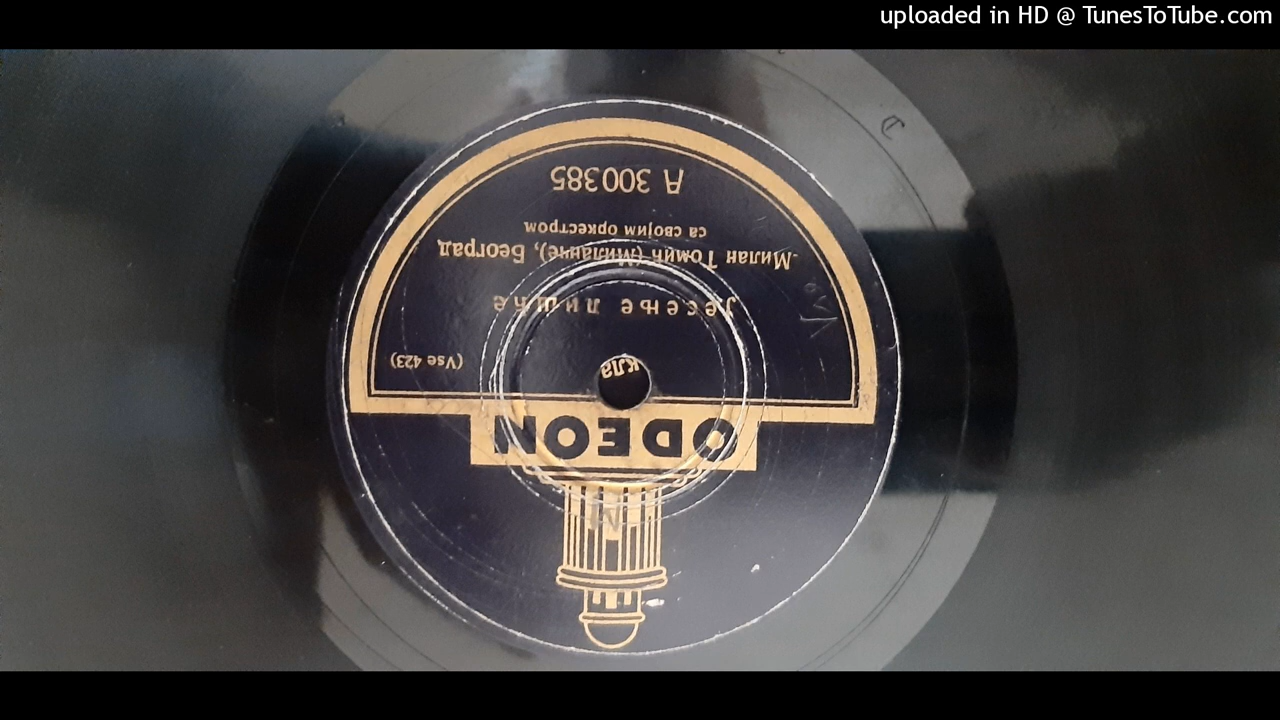 uploaded in HD @ TunesToTube.com
ODEON
(Vse 423)
Јесење лишће
Милан Томић (Миланче), Београд
са својим оркестром
A 300385